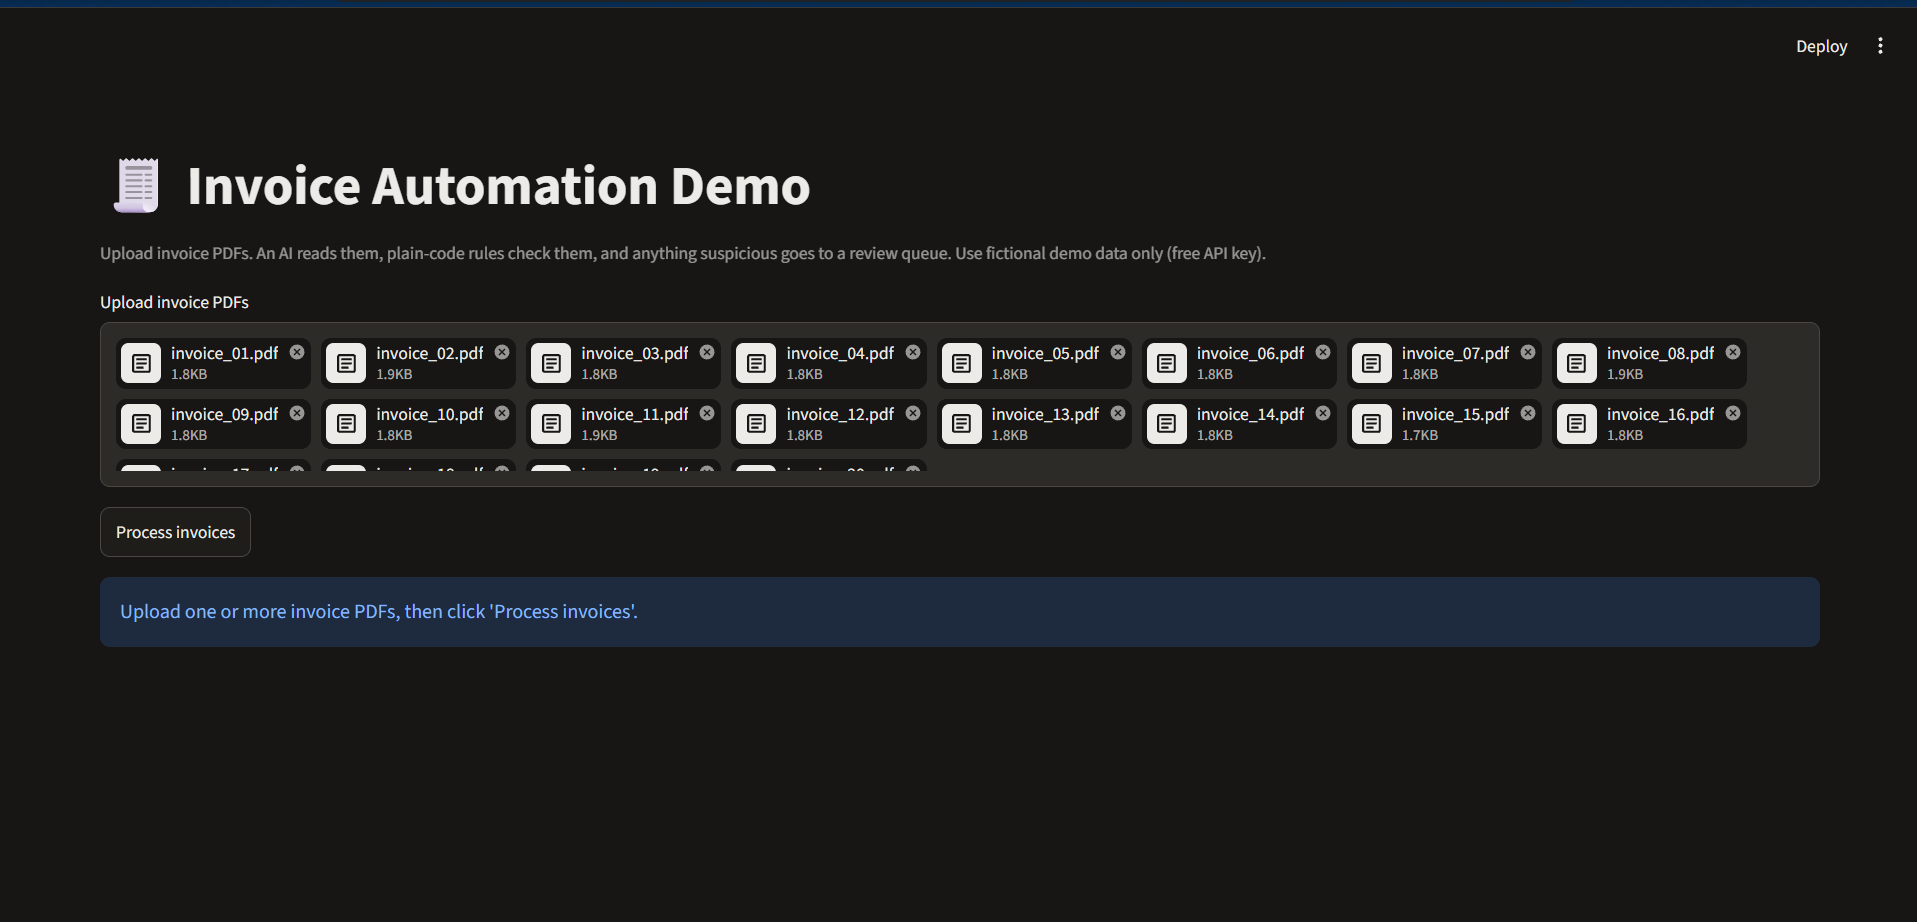 Deploy
Invoice Automation Demo
Upload invoice PDFs. An AI reads them, plain-code rules check them, and anything suspicious goes to a review queue. Use fictional demo data only (free API key).
Upload invoice PDFs
invoice_01.pdf invoice_02.pdf invoice_03.pdf invoice_04.pdf invoice_05.pdf invoice_06.pdf invoice_07.pdf invoice_08.pdf
1.8KB 1.9KB 1.8KB 1.8KB 1.8KB 1.8KB 1.8KB 1.9KB
invoice_09.pdf invoice_10.pdf invoice_11.pdf invoice_12.pdf invoice_13.pdf invoice_14.pdf invoice_15.pdf invoice_16.pdf
1.8KB 1.8KB 1.9KB 1.8KB 1.8KB 1.8KB 1.7KB 1.8KB
Process invoices
Upload one or more invoice PDFs, then click 'Process invoices'.